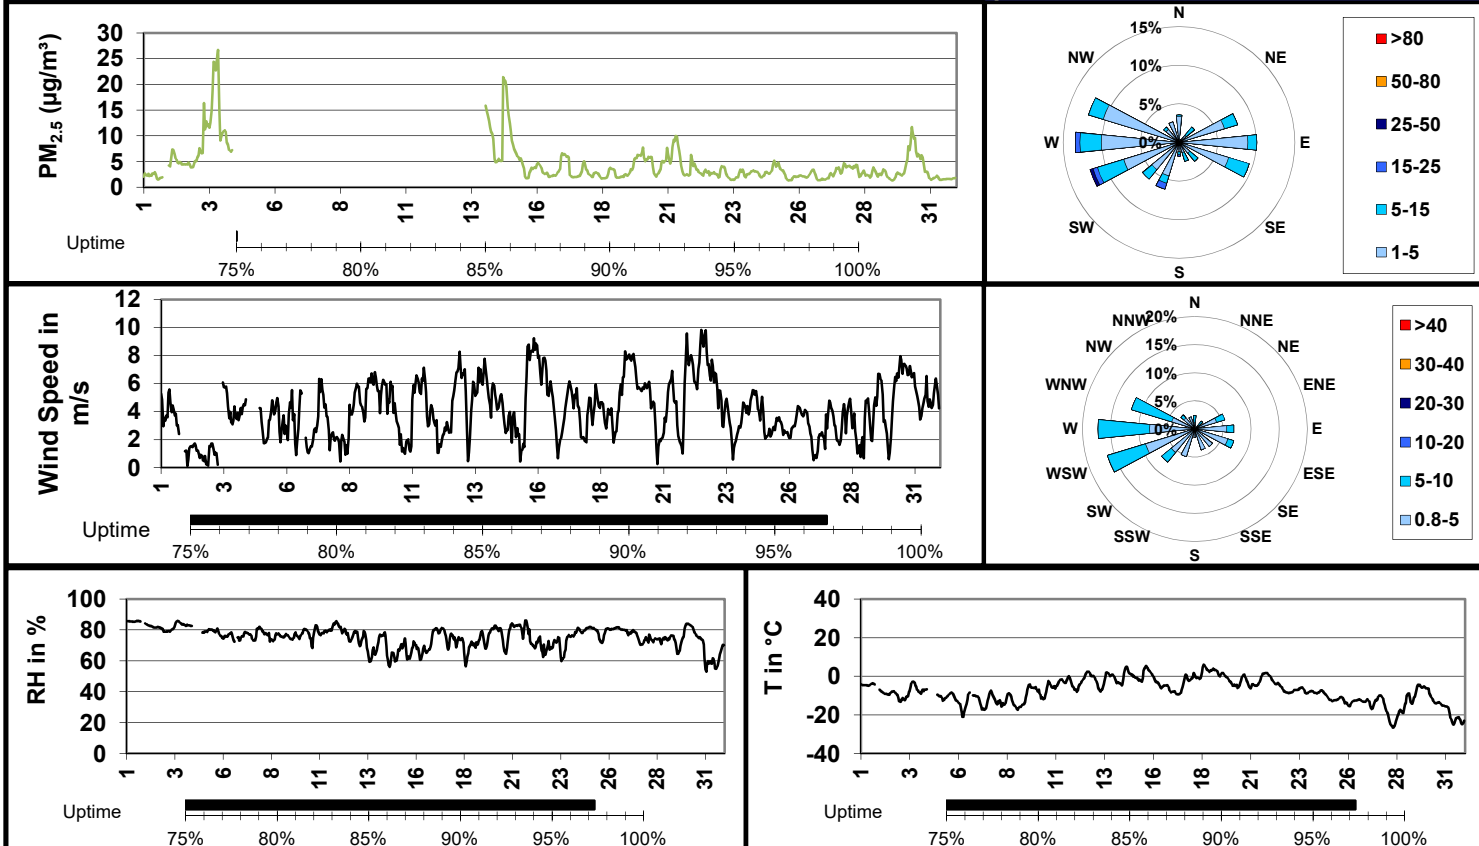 PM2.5 (µg/m³)
30
25
20
15
10
5
0
1 3 6 8 11 13 16 18 21 23 26 28 31
Uptime
75% 80% 85% 90% 95% 100%
N
NE
E
SE
S
SW
W
NW
15%
10%
5%
0%
>80
50-80
25-50
15-25
5-15
1-5
Wind Speed in
m/s
12
10
8
6
4
2
0
1 3 6 8 11 13 16 18 21 23 26 28 31
Uptime
75% 80% 85% 90% 95% 100%
N
NNE
NE
ENE
E
ESE
SE
SSE
S
SSW
SW
WSW
W
WNW
NW
NNW
20%
15%
10%
5%
0%
>40
30-40
20-30
10-20
5-10
0.8-5
RH in %
100
80
60
40
20
0
1 3 6 8 11 13 16 18 21 23 26 28 31
Uptime
75% 80% 85% 90% 95% 100%
T in °C
40
20
0
-20
-40
1 3 6 8 11 13 16 18 21 23 26 28 31
Uptime
75% 80% 85% 90% 95% 100%